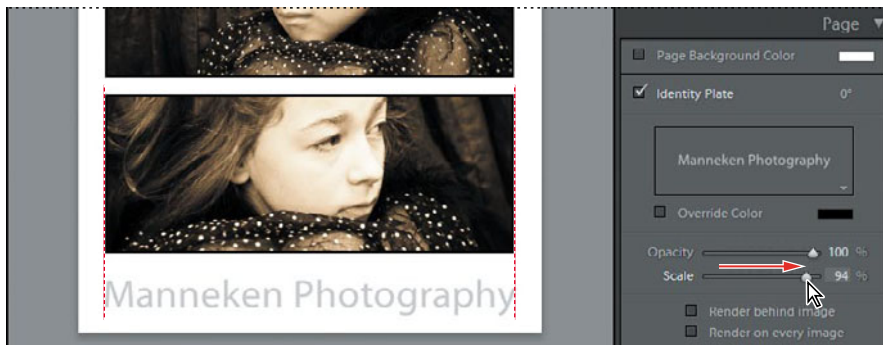 Page
Page Background Color
Identity Plate 0°
Manneken Photography
Override Color
Opacity 100 %
Scale 94 %
Render behind image
Render on every image
Manneken Photography